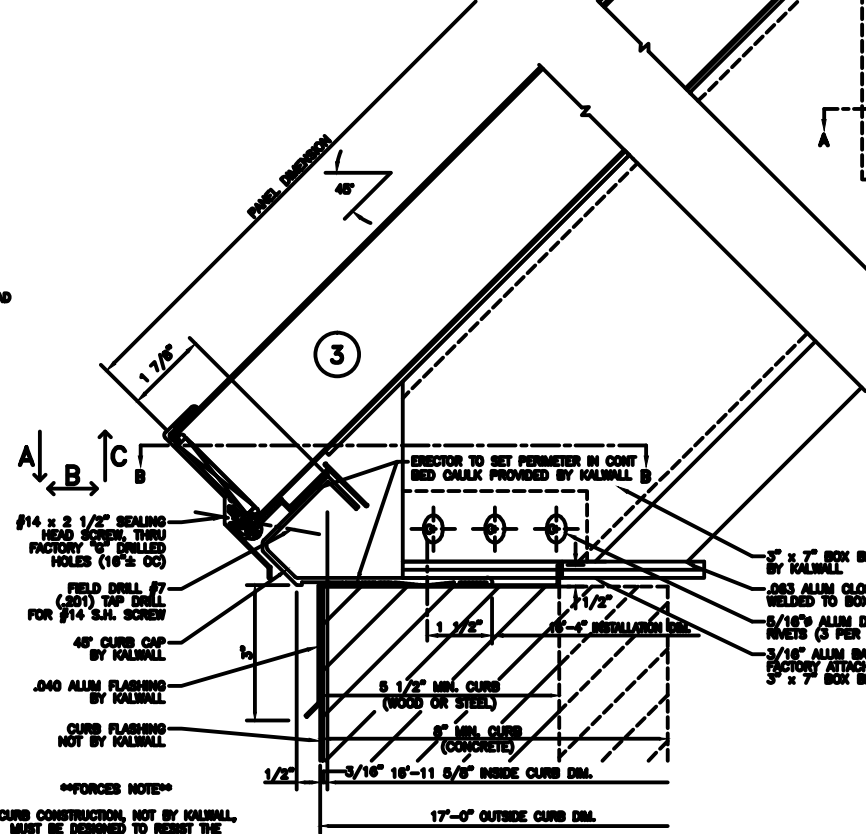 PANEL DIMENSION
45°
1 7/8"
3
A
A
B
C
B
B
ERECTOR TO SET PERIMETER IN CONT
BED CAULK PROVIDED BY KALWALL
#14 x 2 1/2" SEALING
HEAD SCREW, THRU
FACTORY "G" DRILLED
HOLES (16"± OC)
FIELD DRILL #7
(.201) TAP DRILL
FOR #14 S.H. SCREW
45° CURB CAP
BY KALWALL
.040 ALUM FLASHING
BY KALWALL
CURB FLASHING
NOT BY KALWALL
3"
3" x 7" BOX B
BY KALWALL
.063 ALUM CLO
WELDED TO BO
5/16"ø ALUM D
RIVETS (3 PER
3/16" ALUM BA
FACTORY ATTAC
3" x 7" BOX B
1/2"
1 1/2"
16'-4" INSTALLATION DIM.
5 1/2" MIN. CURB
(WOOD OR STEEL)
8" MIN. CURB
(CONCRETE)
1/2"
3/16"
16'-11 5/8" INSIDE CURB DIM.
17'-0" OUTSIDE CURB DIM.
**FORCES NOTE**
CURB CONSTRUCTION, NOT BY KALWALL,
MUST BE DESIGNED TO RESIST THE